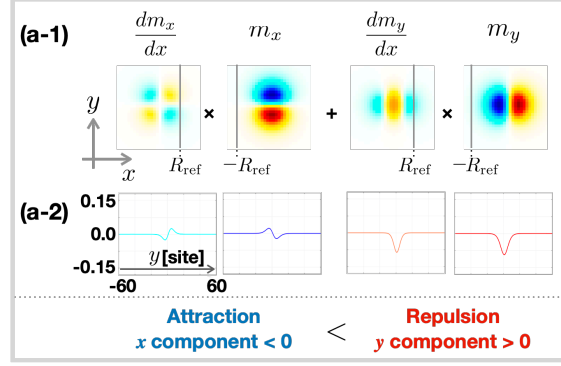 (a-1)
dm_x/dx m_x dm_y/dx m_y
y × + ×
x R_ref −R_ref R_ref −R_ref
(a-2) 0.15
0.0
y[site]
-0.15
-60 60
Attraction < Repulsion
x component < 0 y component > 0